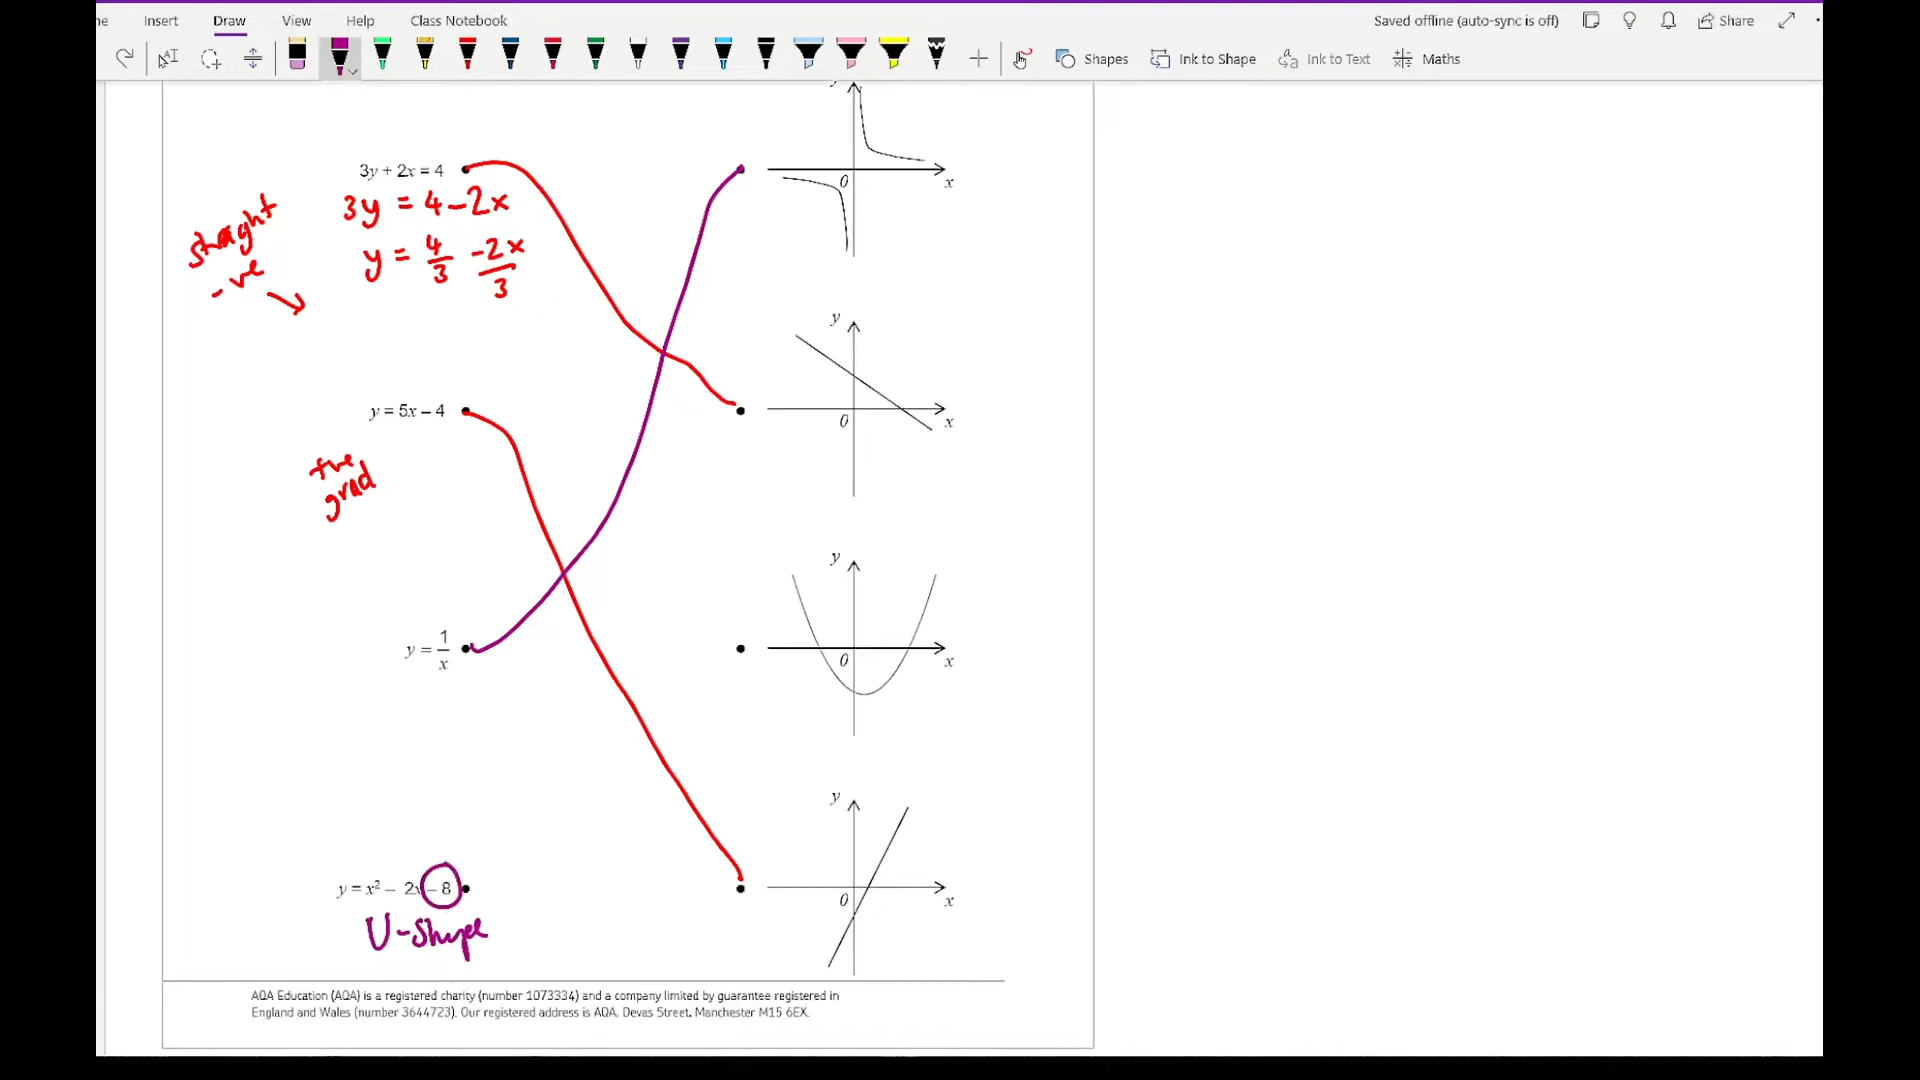 Insert Draw View Help Class Notebook Saved offline (auto-sync is off) Share
Shapes Ink to Shape Ink to Text Maths
3y + 2x = 4
3y = 4 - 2x
y = 4/3 - 2x/3
straight
-ve
y = 5x – 4
+ve
grad
y = 1/x
y = x² – 2x – 8
U-shape
0
x
y
0
x
y
0
x
y
0
x
AQA Education (AQA) is a registered charity (number 1073334) and a company limited by guarantee registered in
England and Wales (number 3644723). Our registered address is AQA, Devas Street, Manchester M15 6EX.